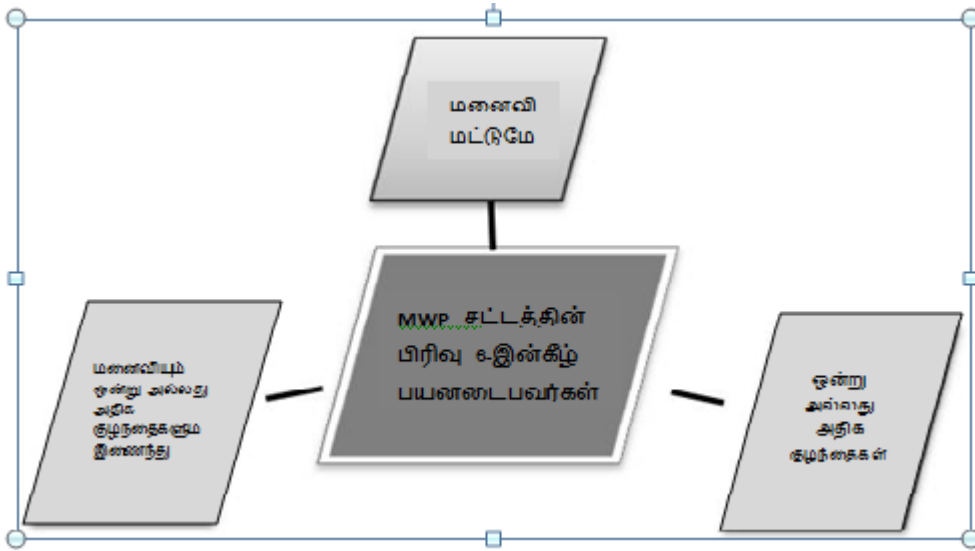 மனைவி
மட்டுமே
MWP சட்டத்தின்
பிரிவு 6-இன்கீழ்
பயனடைபவர்கள்
மனைவியும்
ஒன்று அல்லது
அதிக
குழந்தைகளும
இணைந்து
ஒன்று
அல்லது
அதிக
குழந்தைகள்